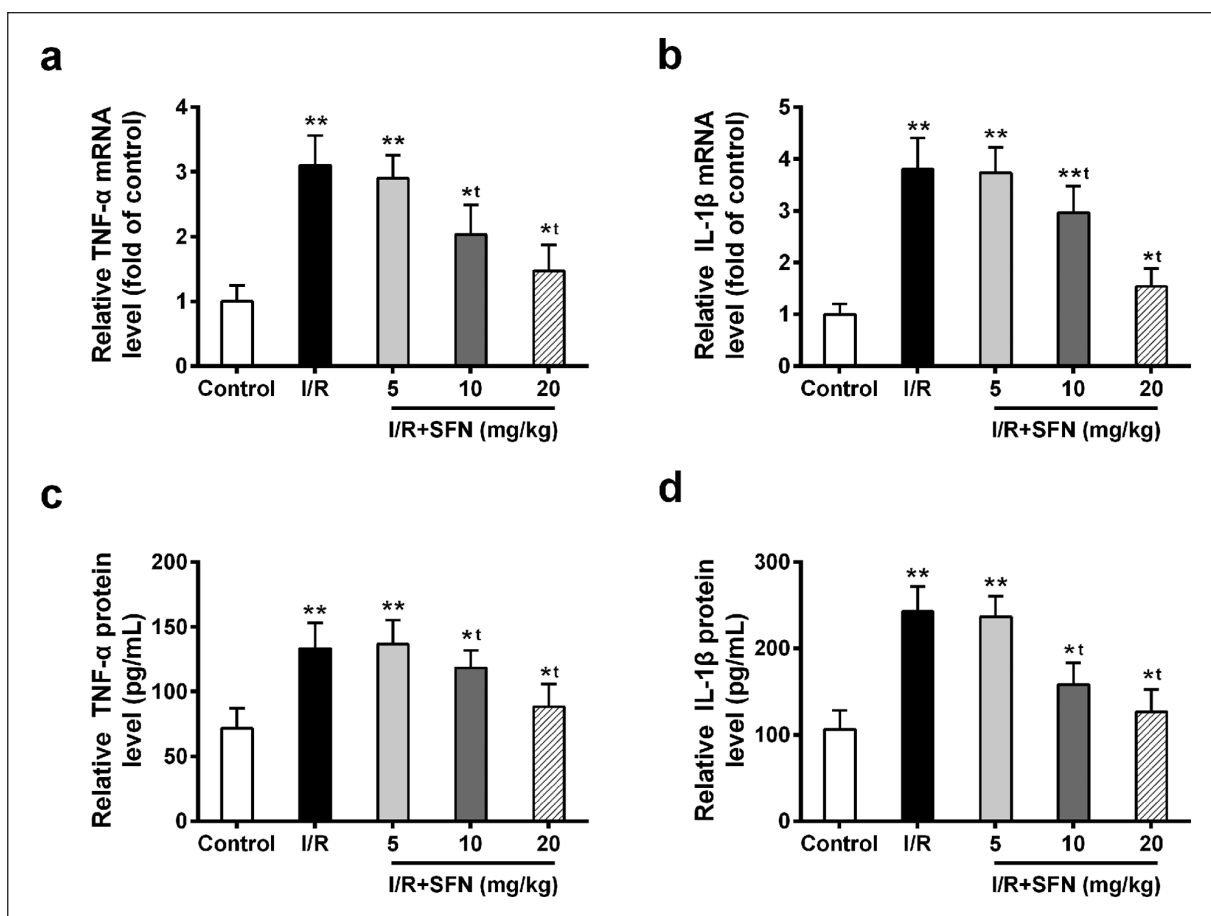 a
Relative TNF-α mRNA
level (fold of control)
4
3
2
1
0
**
**
*t
*t
Control
I/R
5
10
20
I/R+SFN (mg/kg)
b
Relative IL-1β mRNA
level (fold of control)
5
4
3
2
1
0
**
**
**t
*t
Control
I/R
5
10
20
I/R+SFN (mg/kg)
c
Relative TNF-α protein
level (pg/mL)
200
150
100
50
0
**
**
*t
*t
Control
I/R
5
10
20
I/R+SFN (mg/kg)
d
Relative IL-1β protein
level (pg/mL)
300
200
100
0
**
**
*t
*t
Control
I/R
5
10
20
I/R+SFN (mg/kg)